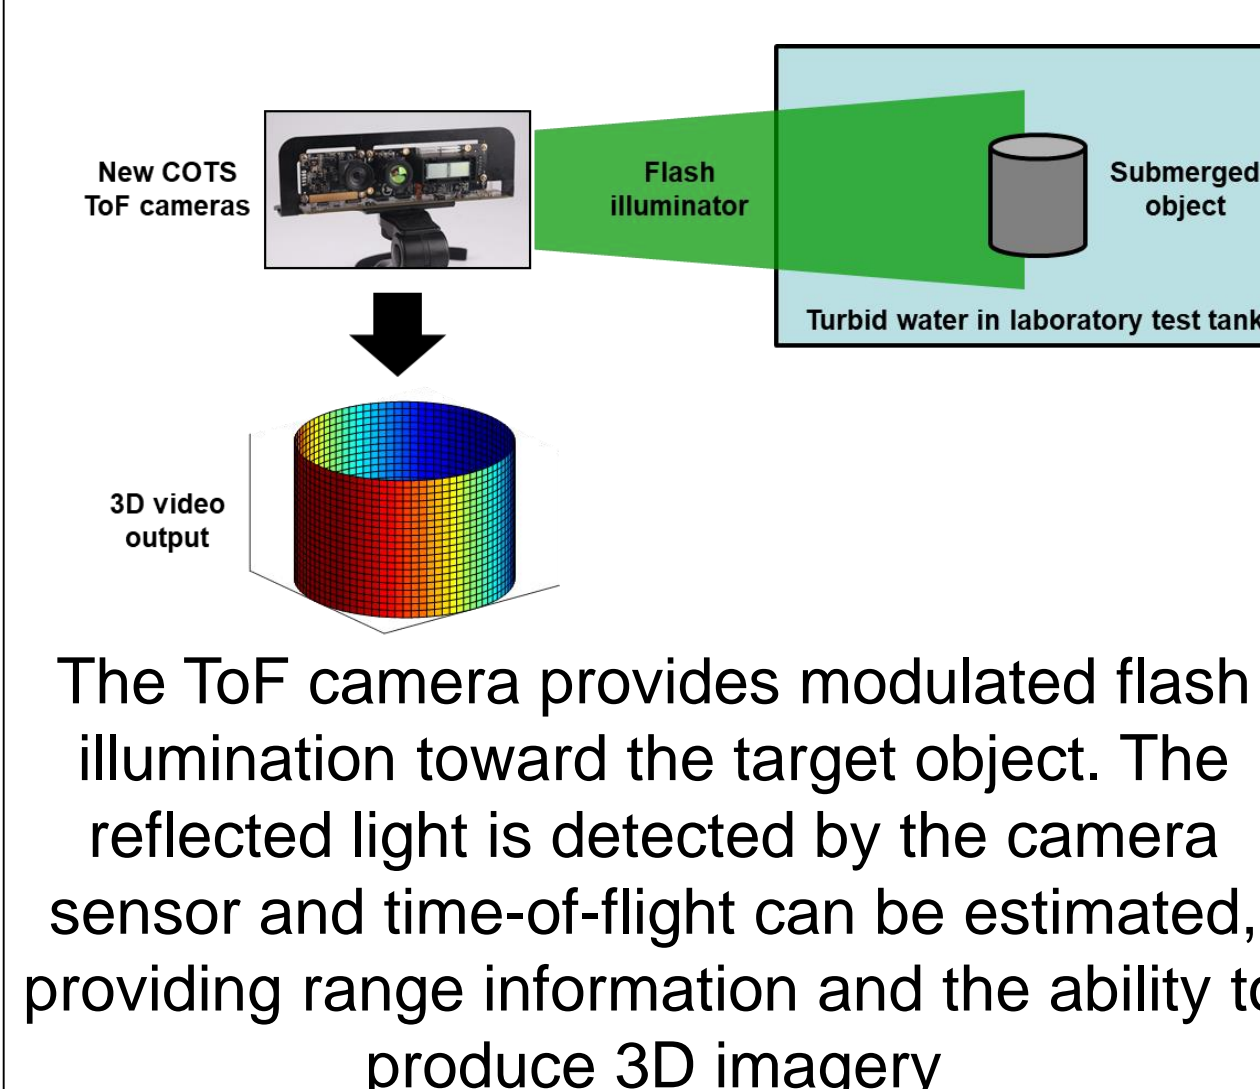 New COTS
ToF cameras
Flash
illuminator
Submerged
object
Turbid water in laboratory test tank
3D video
output
The ToF camera provides modulated flash
illumination toward the target object. The
reflected light is detected by the camera
sensor and time-of-flight can be estimated,
providing range information and the ability to
produce 3D imagery